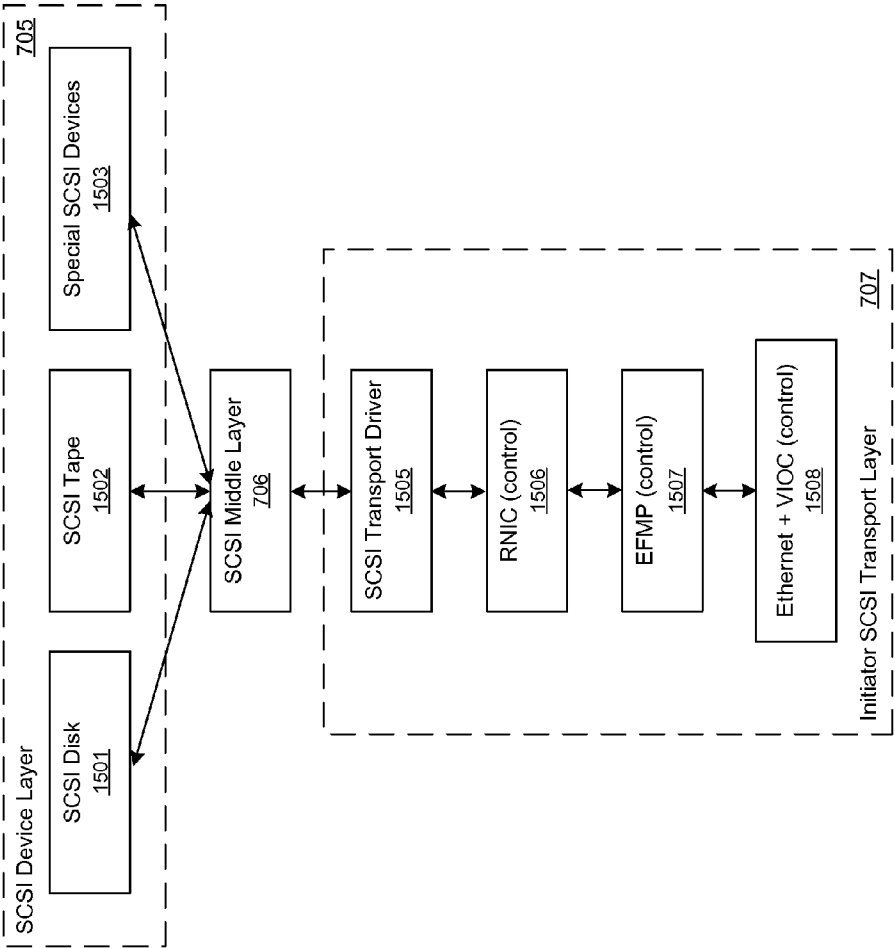 SCSI Device Layer
705
SCSI Disk
1501
SCSI Tape
1502
Special SCSI Devices
1503
SCSI Middle Layer
706
SCSI Transport Driver
1505
RNIC (control)
1506
EFMP (control)
1507
Ethernet + VIOC (control)
1508
Initiator SCSI Transport Layer
707